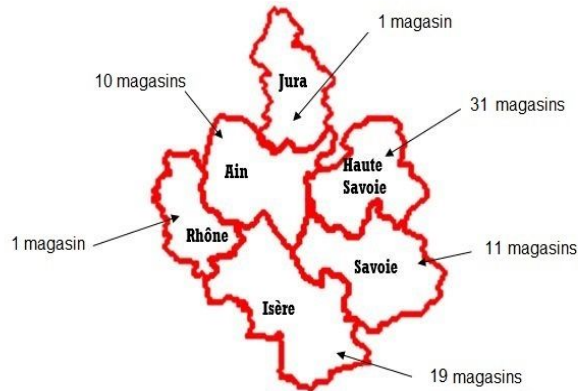 1 magasin
Jura
10 magasins
31 magasins
Ain
Haute
Savoie
Rhône
1 magasin
Savoie
11 magasins
Isère
19 magasins